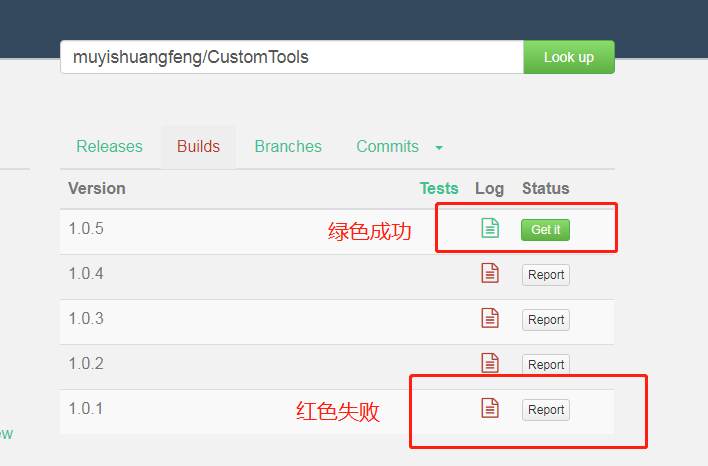 muyishuangfeng/CustomTools Look up
Releases Builds Branches Commits
Version Tests Log Status
1.0.5 绿色成功 Get it
1.0.4 Report
1.0.3 Report
1.0.2 Report
1.0.1 红色失败 Report
ew